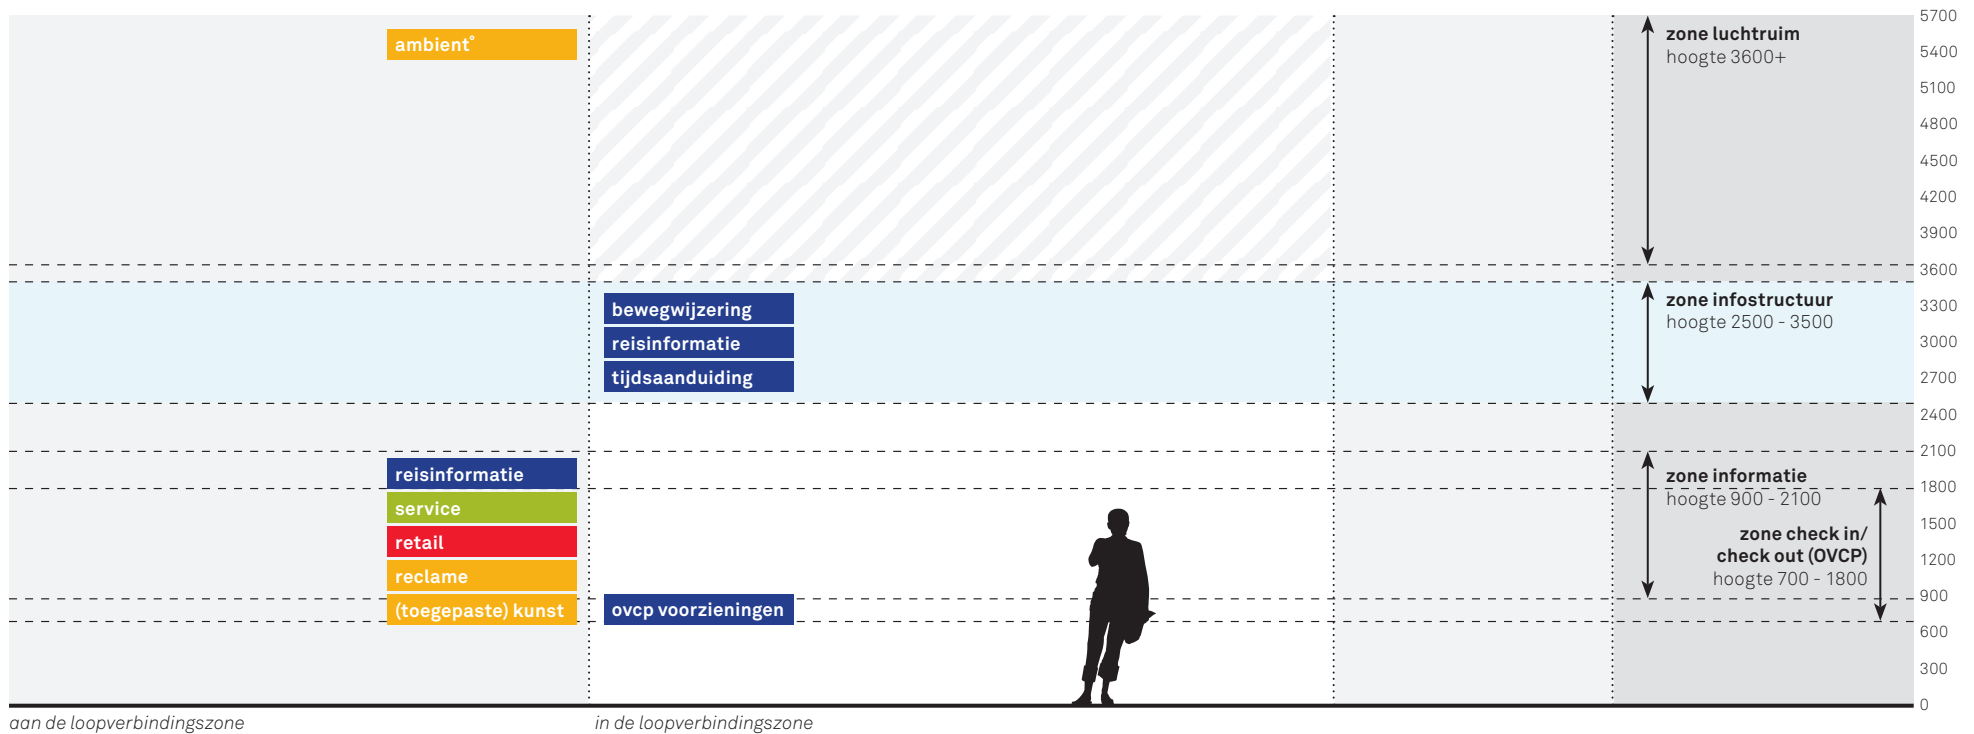 ambient°
bewegwijzering
reisinformatie
tijdsaanduiding
reisinformatie
service
retail
reclame
(toegepaste) kunst
ovcp voorzieningen
zone luchtruim
hoogte 3600+
zone infostructuur
hoogte 2500 - 3500
zone informatie
hoogte 900 - 2100
zone check in/
check out (OVCP)
hoogte 700 - 1800
5700
5400
5100
4800
4500
4200
3900
3600
3300
3000
2700
2400
2100
1800
1500
1200
900
600
300
0
aan de loopverbindingszone
in de loopverbindingszone